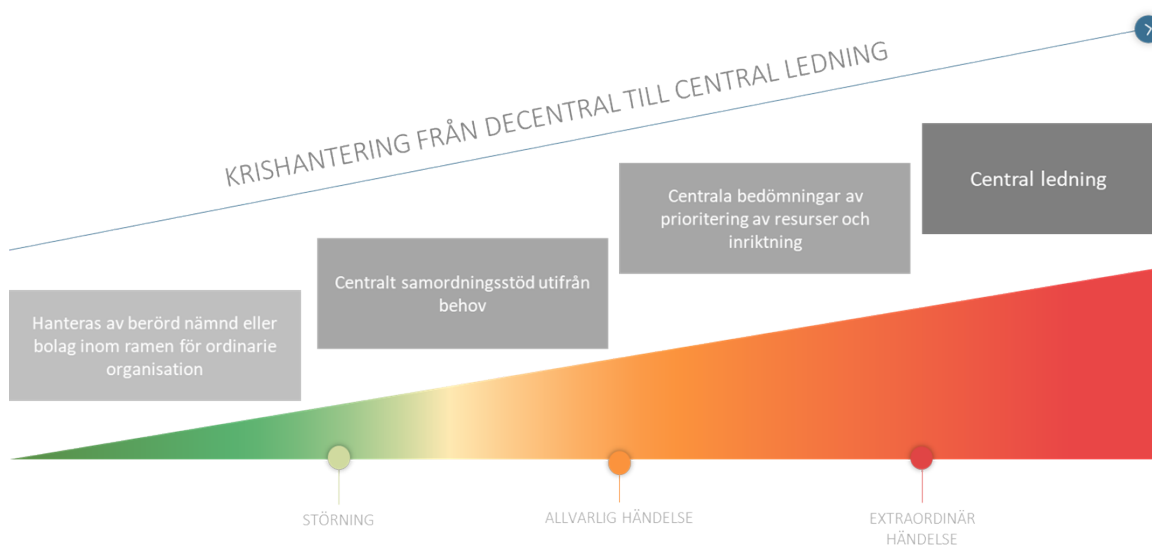 KRISHANTERING FRÅN DECENTRAL TILL CENTRAL LEDNING
Hanteras av berörd nämnd eller
bolag inom ramen för ordinarie
organisation
Centralt samordningsstöd utifrån
behov
Centrala bedömningar av
prioritering av resurser och
inriktning
Central ledning
STÖRNING
ALLVARLIG HÄNDELSE
EXTRAORDINÄR
HÄNDELSE